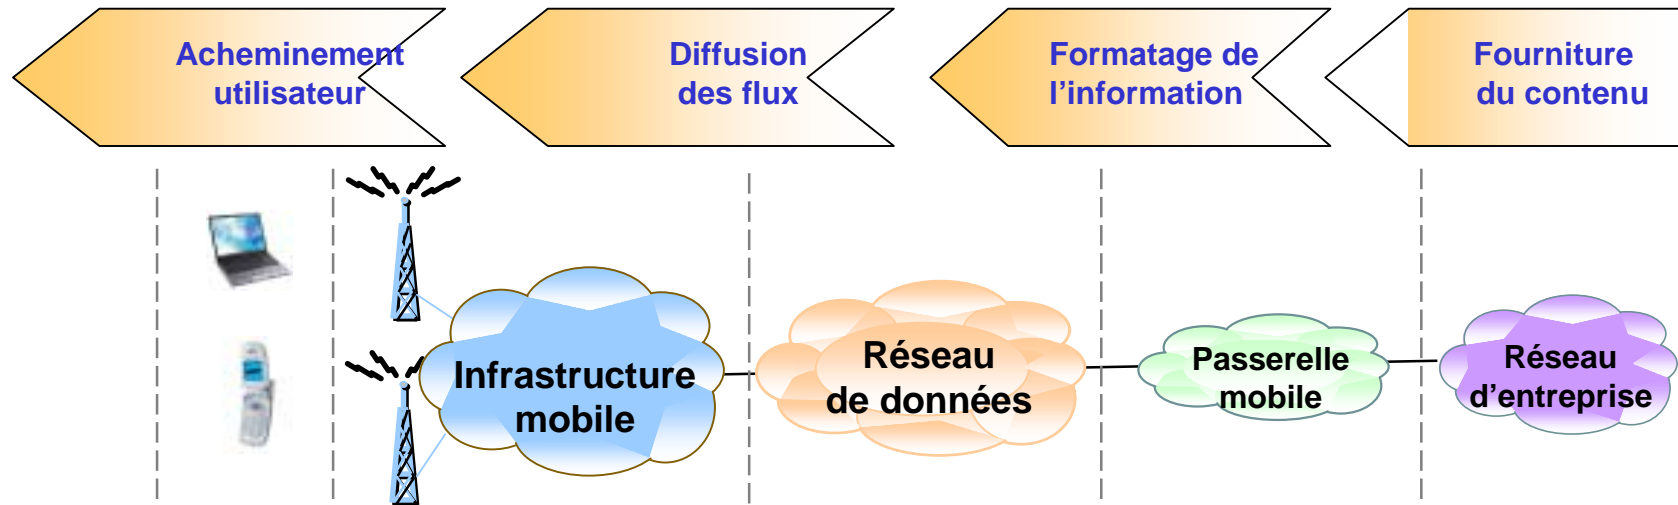 Acheminement
utilisateur
Diffusion
des flux
Formatage de
l’information
Fourniture
du contenu
Infrastructure
mobile
Réseau
de données
Passerelle
mobile
Réseau
d’entreprise